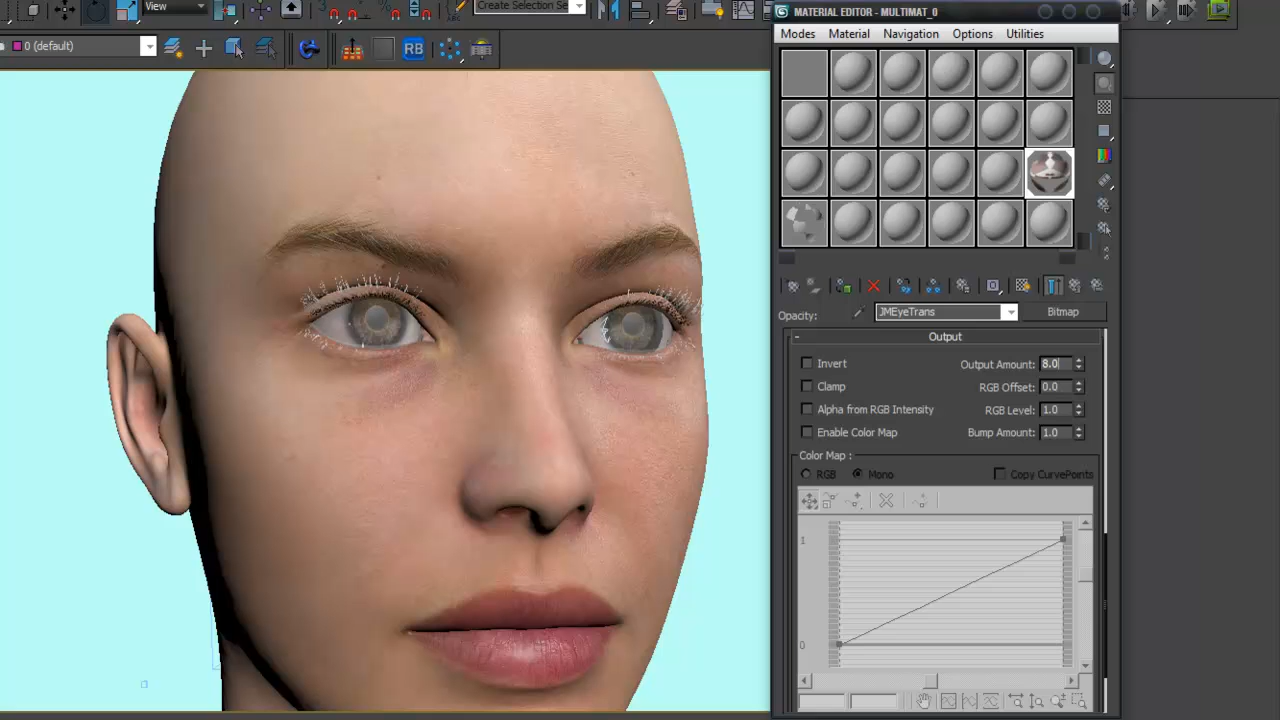 View
3
Create Selection Se
MATERIAL EDITOR - MULTIMAT_0
0 (default)
RB
Modes
Material
Navigation
Options
Utilities
Opacity:
JMEyeTrans
Bitmap
-
Output
Invert
Output Amount: 8.0
Clamp
RGB Offset: 0.0
Alpha from RGB Intensity
RGB Level: 1.0
Enable Color Map
Bump Amount: 1.0
Color Map :
RGB
Mono
Copy CurvePoints
1
0